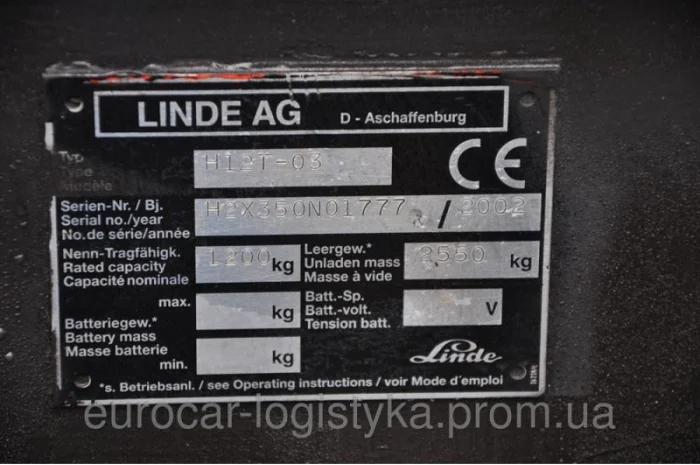 LINDE AG D - Aschaffenburg
Typ
Type
Modèle
H12T-03
CE
Serien-Nr. / Bj.
Serial no./year
No.de série/année
H2X350N01777 / 2002
Nenn-Tragfähigk.
Rated capacity
Capacité nominale
1200 kg
Leergew.*
Unladen mass
Masse à vide
2550 kg
max.
kg
Batteriegew.*
Battery mass
Masse batterie
min.
kg
Batt.-Sp.
Batt.-volt.
Tension batt.
V
Linde
*s. Betriebsanl. / see Operating instructions / voir Mode d'emploi
eurocar-logistyka.prom.ua